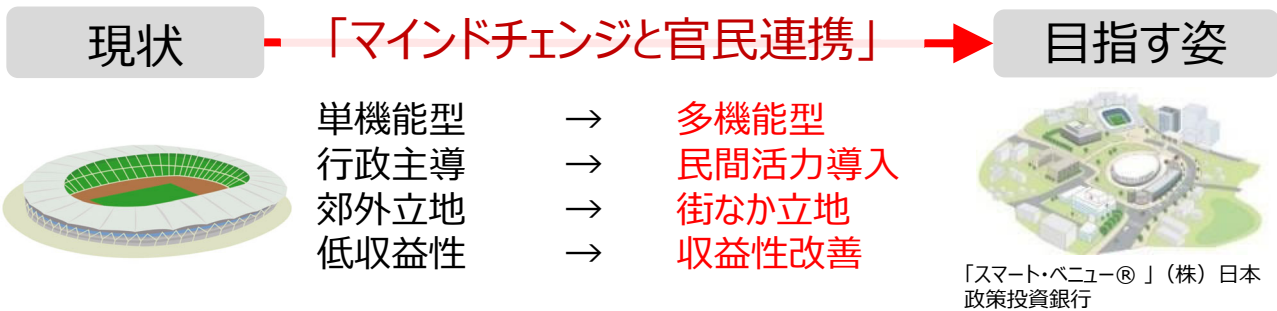 現状 「マインドチェンジと官民連携」 目指す姿
単機能型 → 多機能型
行政主導 → 民間活力導入
郊外立地 → 街なか立地
低収益性 → 収益性改善
「スマート・ベニュー® 」（株）日本
政策投資銀行